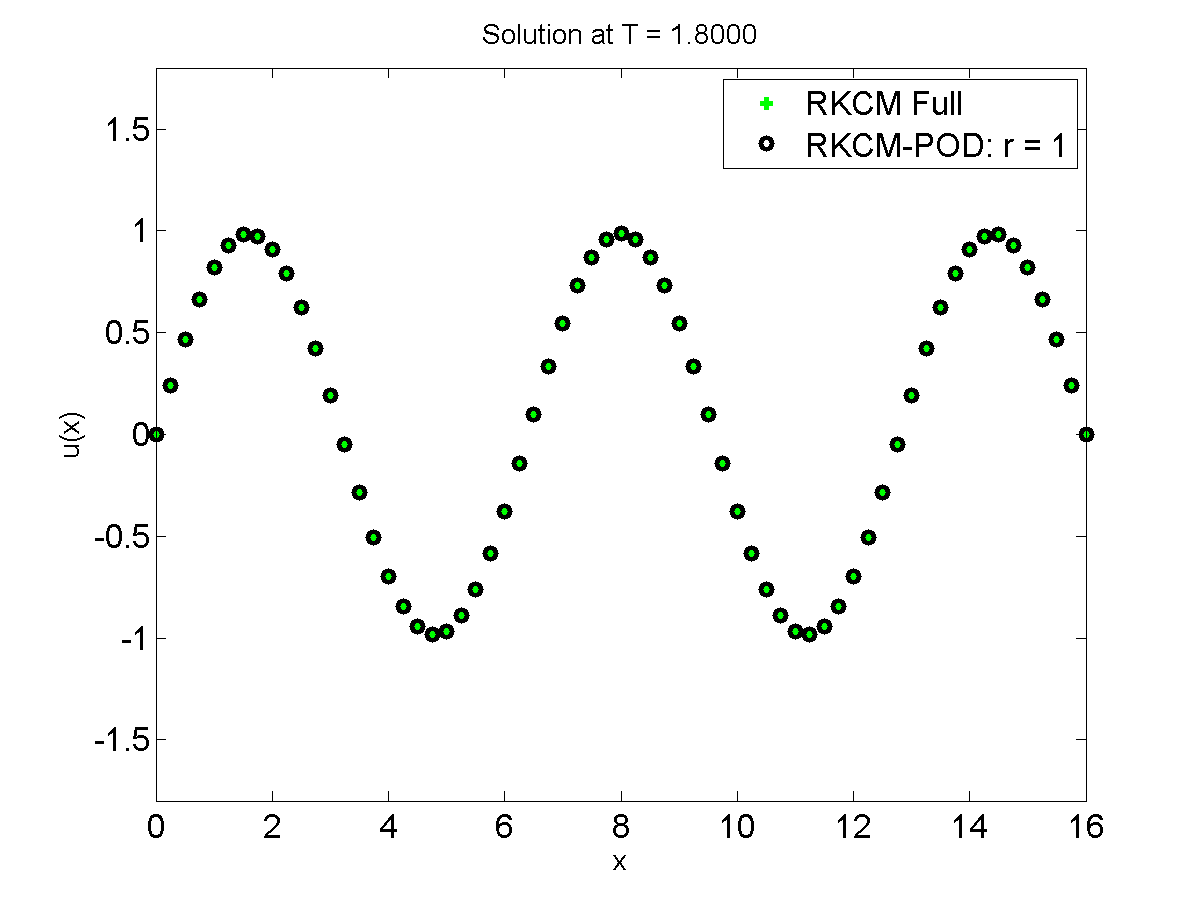 Solution at T = 1.8000
RKCM Full
RKCM-POD: r = 1
1.5
1
0.5
0
-0.5
-1
-1.5
u(x)
0 2 4 6 8 10 12 14 16
x